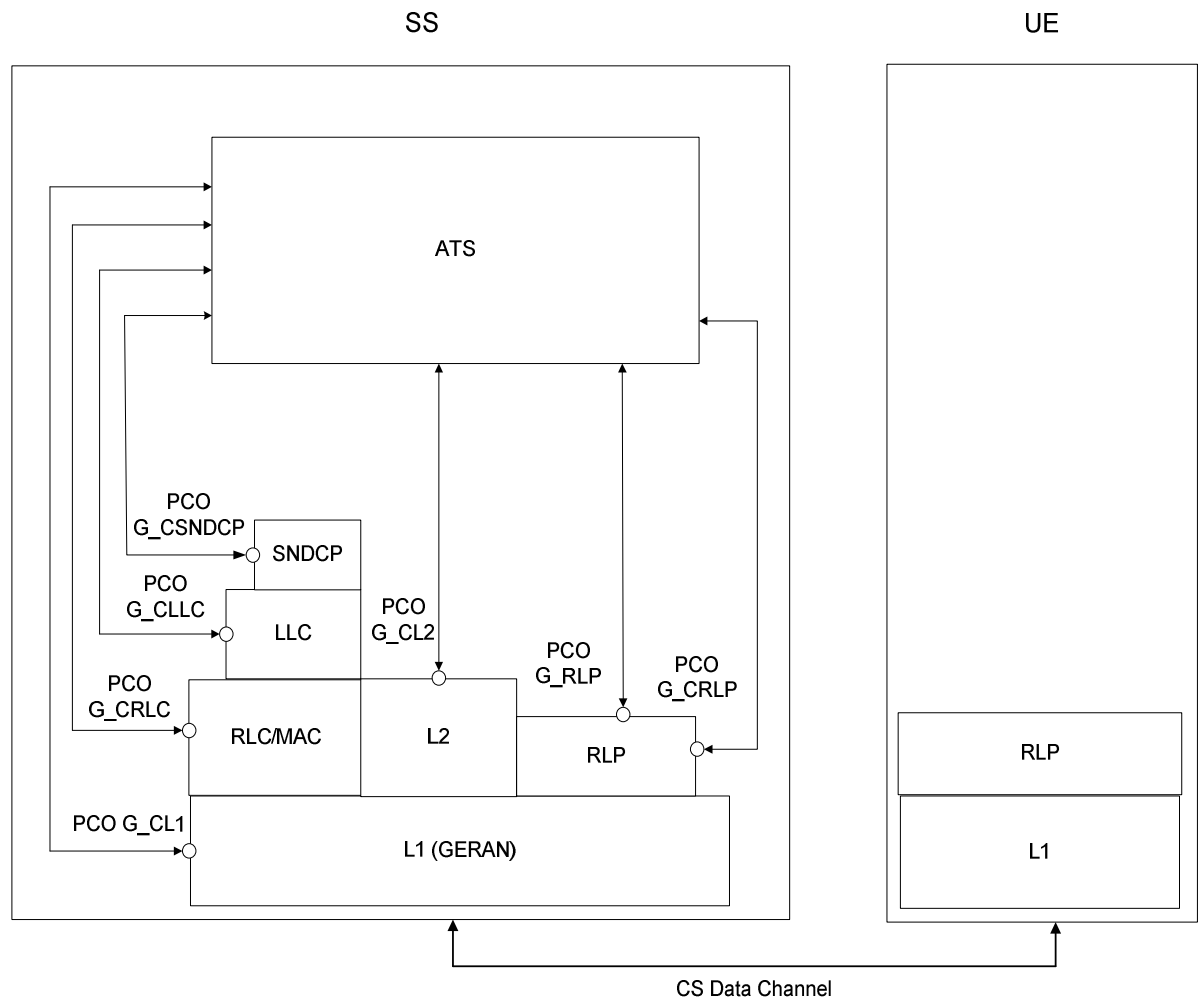 SS
UE
ATS
PCO
G_CSNDCP
SNDCP
PCO
G_CLLC
LLC
PCO
G_CL2
PCO
G_RLP
PCO
G_CRLP
PCO
G_CRLC
RLC/MAC
L2
RLP
RLP
PCO G_CL1
L1 (GERAN)
L1
CS Data Channel